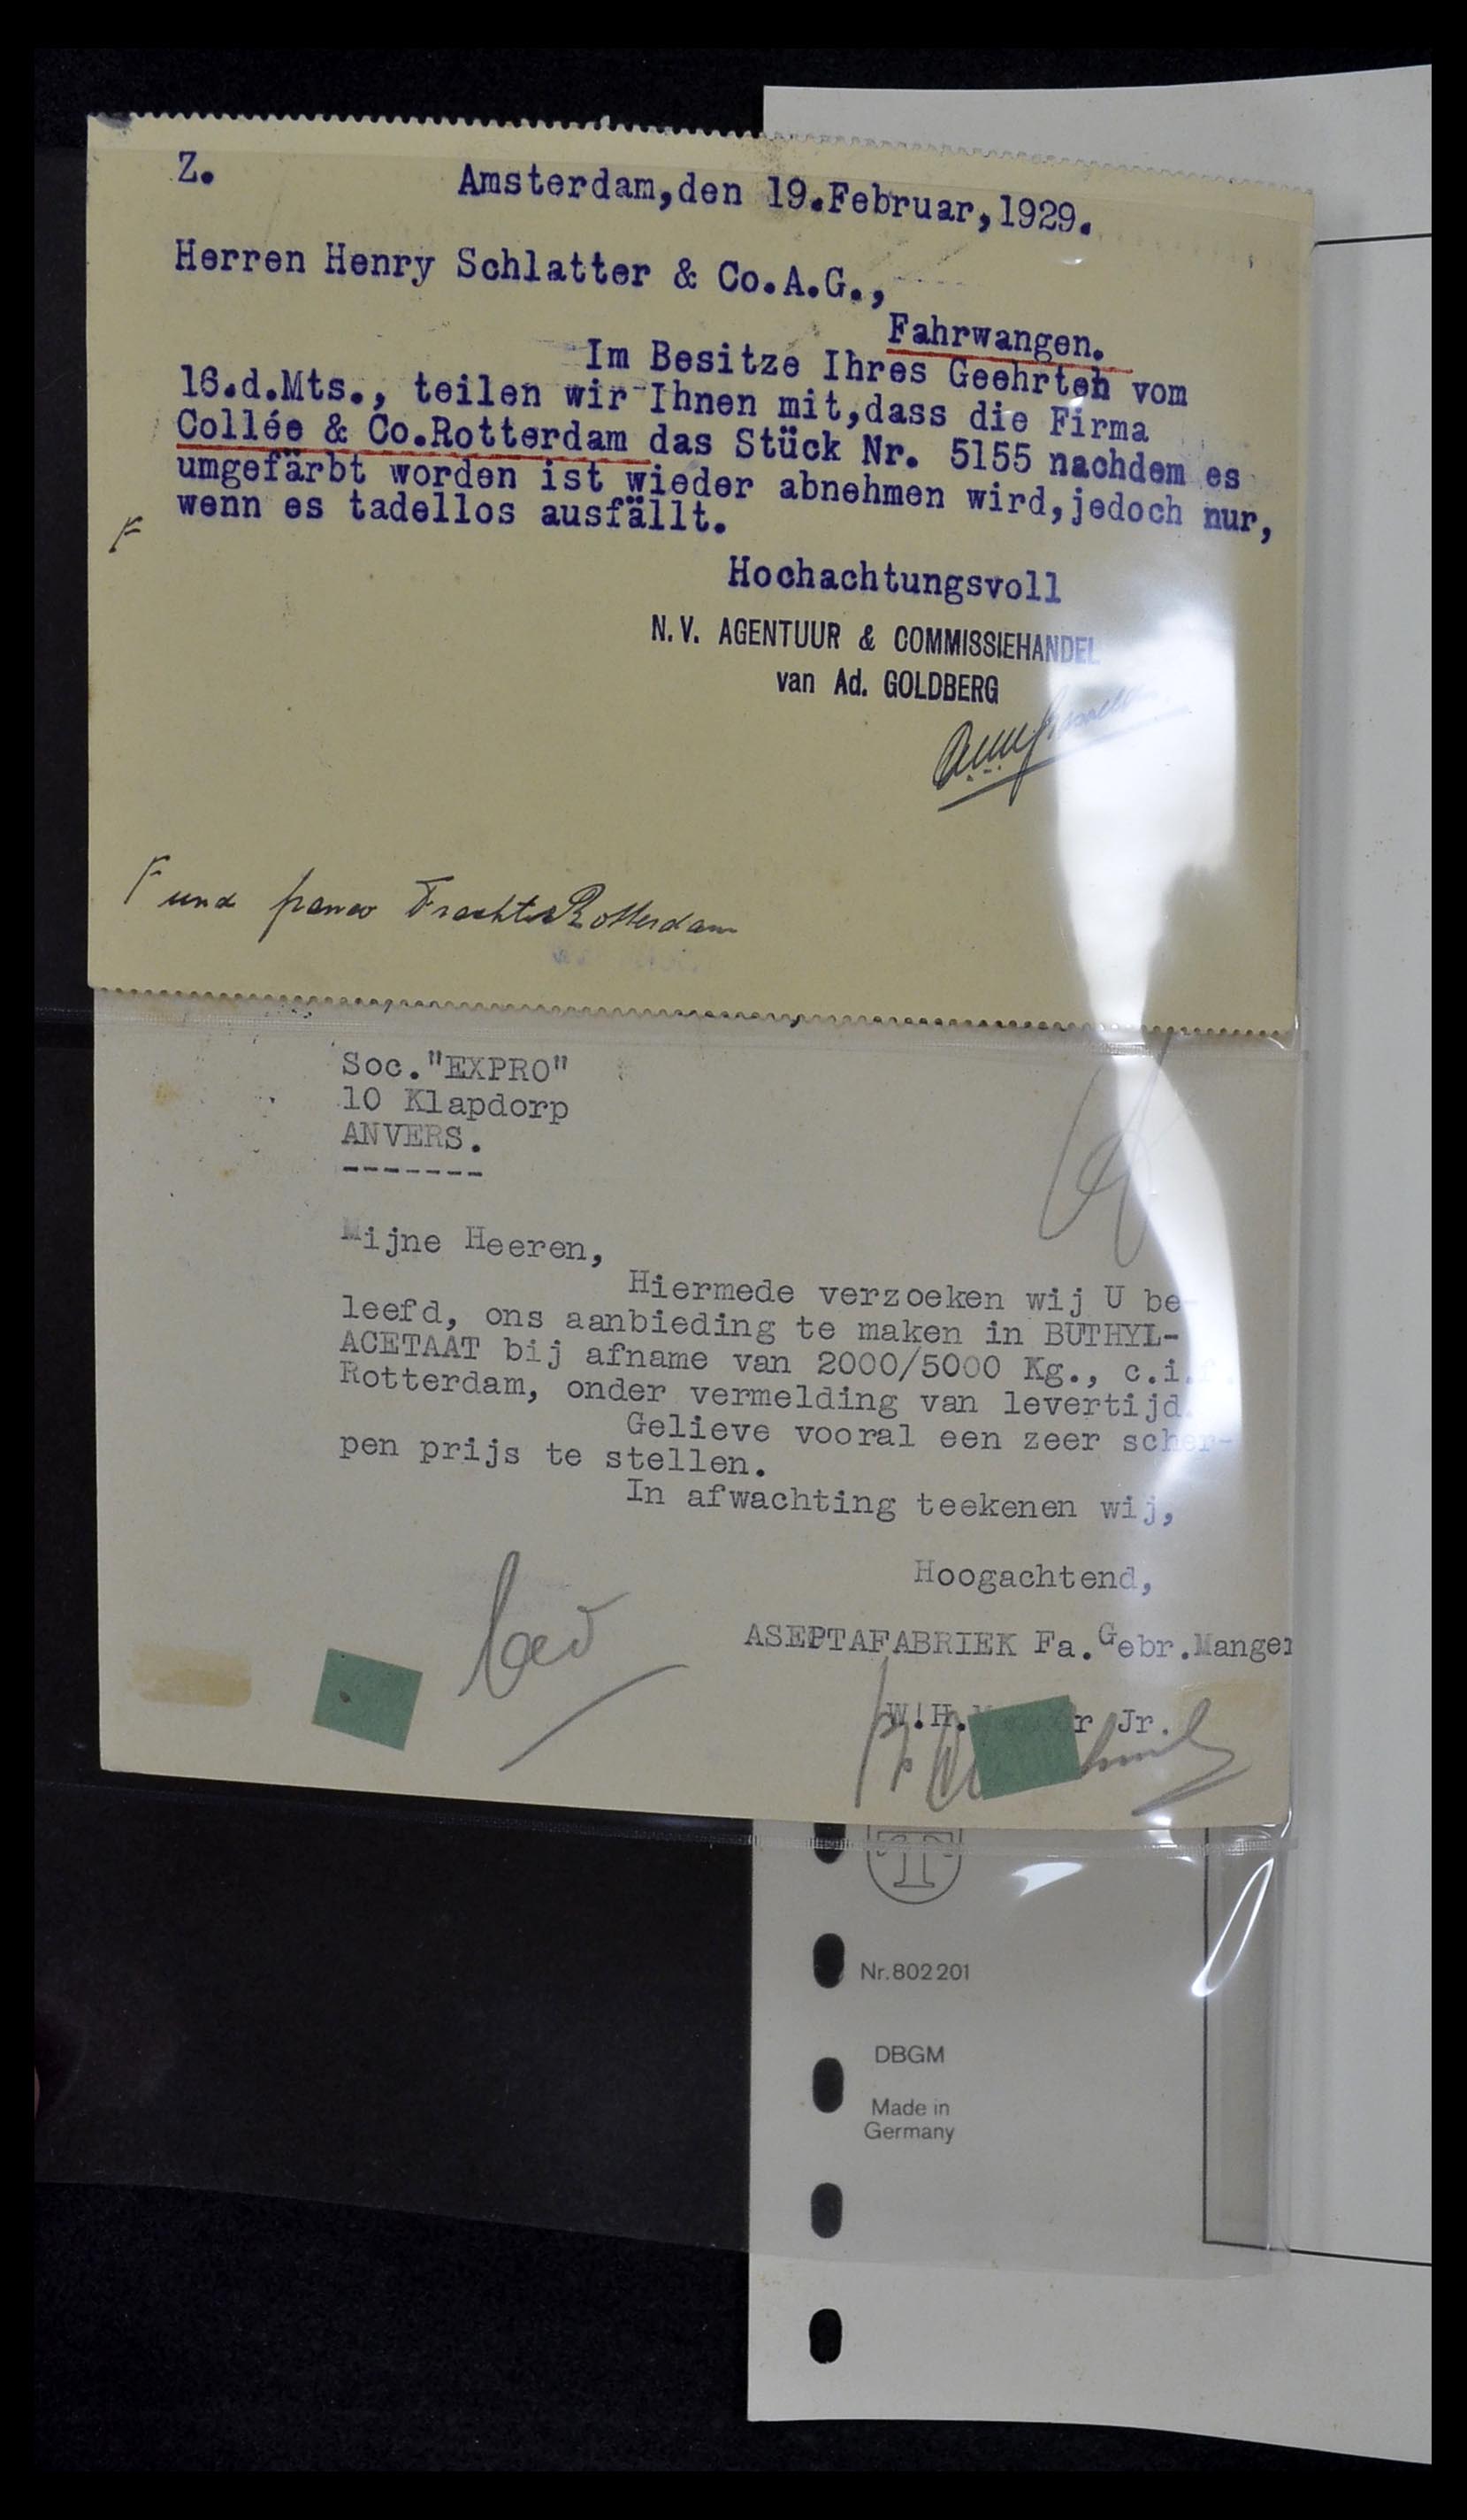 Z. Amsterdam,den 19.Februar,1929.
Herren Henry Schlatter & Co.A.G.,
Fahrwangen.
Im Besitze Ihres Geehrten vom
16.d.Mts., teilen wir Ihnen mit,dass die Firma
Collée & Co.Rotterdam das Stück Nr. 5155 nachdem es
umgefärbt worden ist wieder abnehmen wird,jedoch nur,
wenn es tadellos ausfällt.
Hochachtungsvoll
N.V. AGENTUUR & COMMISSIEHANDEL
van Ad. GOLDBERG
und franco Fracht Rotterdam
Soc."EXPRO"
10 Klapdorp
ANVERS.
-------
Mijne Heeren,
Hiermede verzoeken wij U be-
leefd, ons aanbieding te maken in BUTHYL-
ACETAAT bij afname van 2000/5000 Kg., c.i.f.
Rotterdam, onder vermelding van levertijd.
Gelieve vooral een zeer scher-
pen prijs te stellen.
In afwachting teekenen wij,
Hoogachtend,
ASEPTAFABRIEK Fa.Gebr.Manger
W.H. Jr.
Nr.802201
DBGM
Made in
Germany